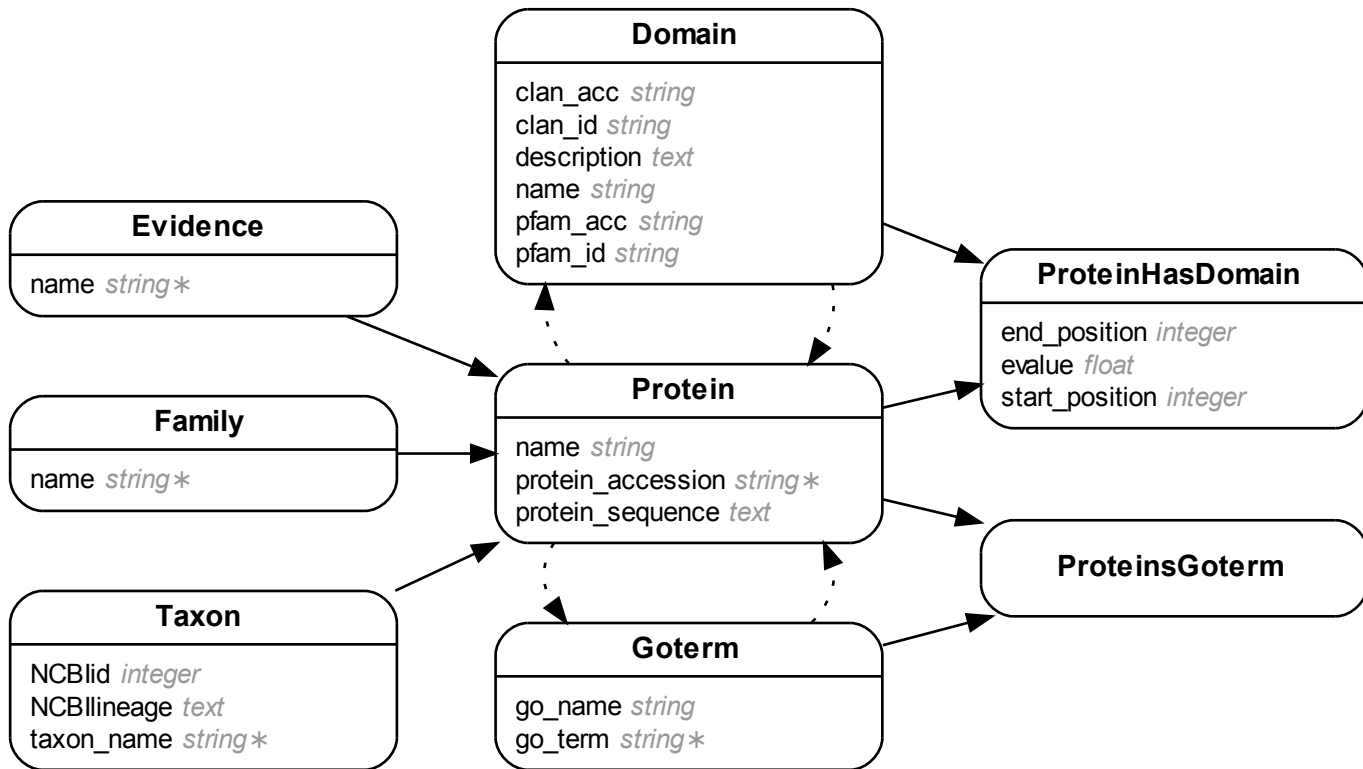 Domain
clan_acc string
clan_id string
description text
name string
pfam_acc string
pfam_id string
Evidence
name string*
ProteinHasDomain
end_position integer
evalue float
start_position integer
Family
name string*
Protein
name string
protein_accession string*
protein_sequence text
ProteinsGoterm
Taxon
NCBIid integer
NCBIlineage text
taxon_name string*
Goterm
go_name string
go_term string*